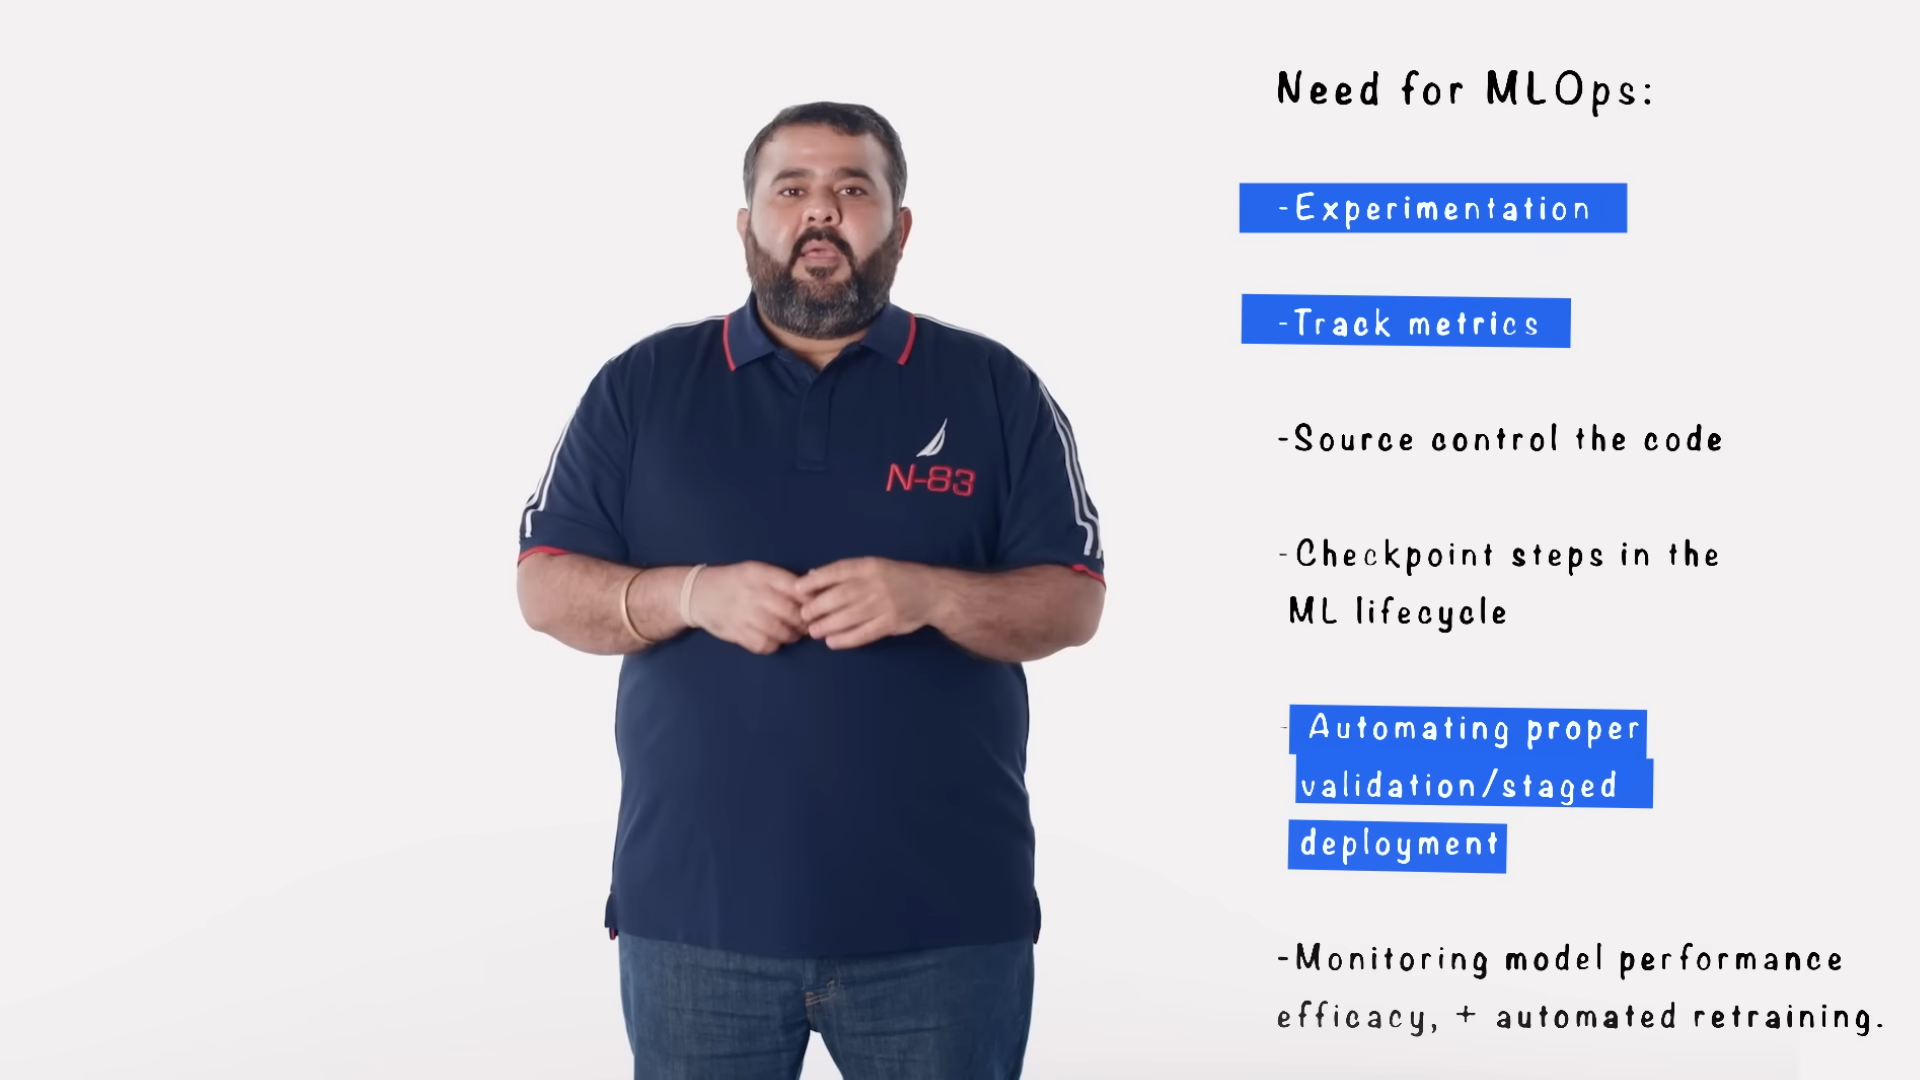 Need for MLOps:
-Experimentation
-Track metrics
N-83
-Source control the code
-Checkpoint steps in the
ML lifecycle
- Automating proper
validation/staged
deployment
-Monitoring model performance
efficacy, + automated retraining.